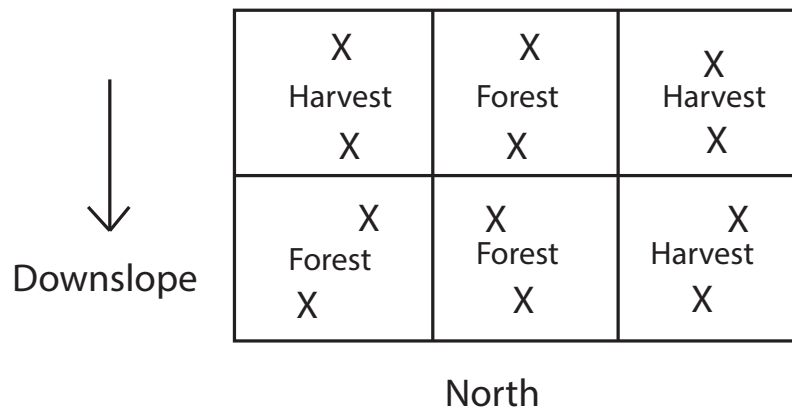 X X X
Harvest Forest Harvest
X X X
X X X
Forest Forest Harvest
X X X
Downslope
North